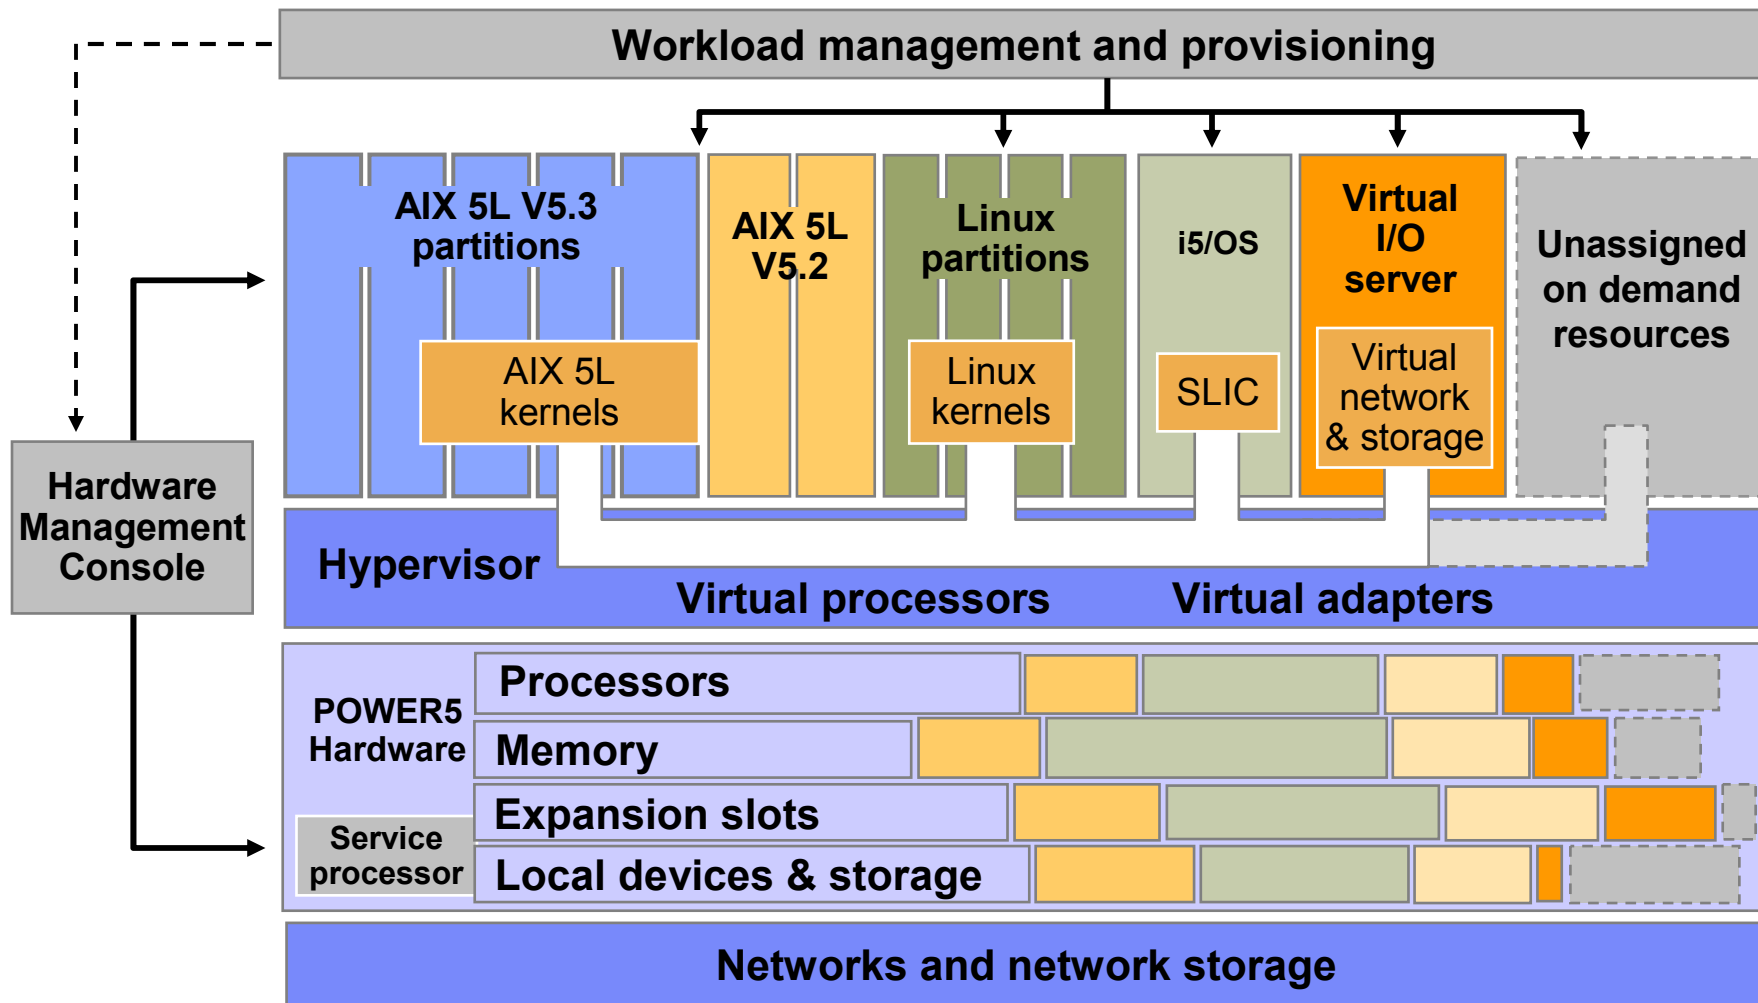 Workload management and provisioning
AIX 5L V5.3
partitions
AIX 5L
V5.2
Linux
partitions
i5/OS
Virtual
I/O
server
Unassigned
on demand
resources
AIX 5L
kernels
Linux
kernels
SLIC
Virtual
network
& storage
Hardware
Management
Console
Hypervisor
Virtual processors
Virtual adapters
POWER5
Hardware
Processors
Memory
Expansion slots
Service
processor
Local devices & storage
Networks and network storage